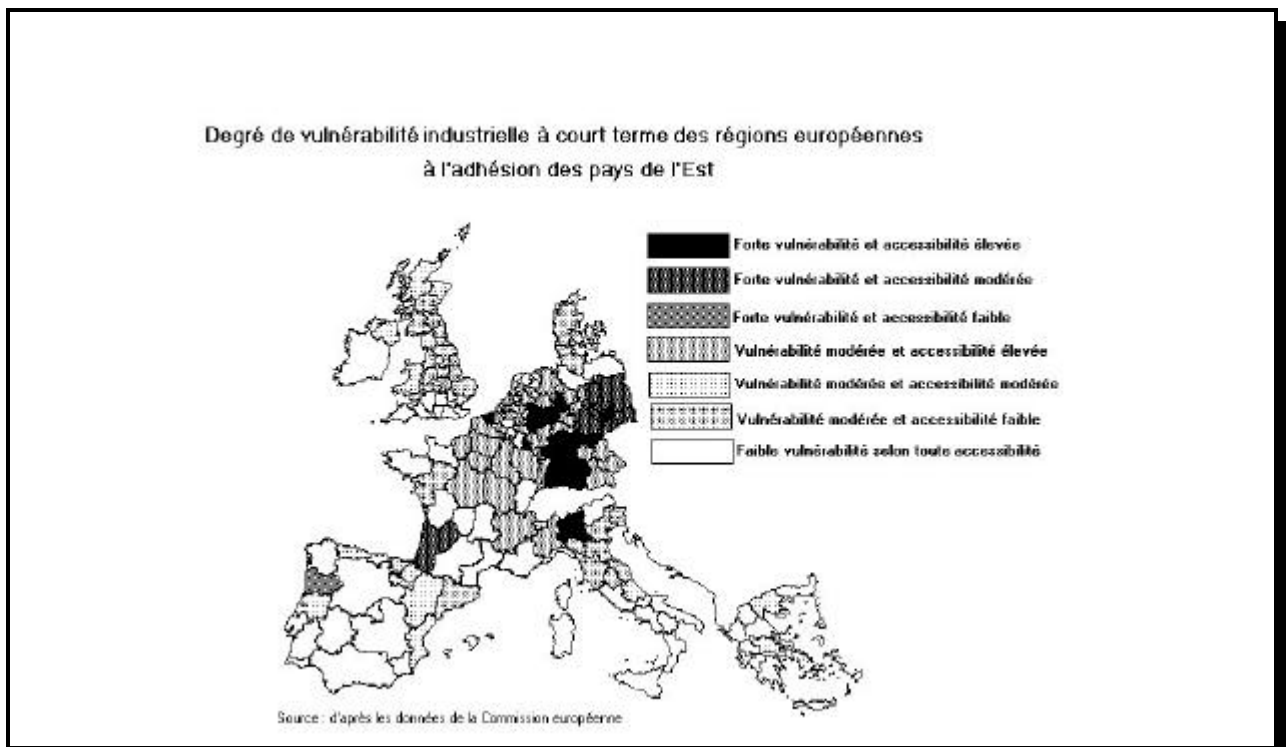 Degré de vulnérabilité industrielle à court terme des régions européennes
à l'adhésion des pays de l'Est
Forte vulnérabilité et accessibilité élevée
Forte vulnérabilité et accessibilité modérée
Forte vulnérabilité et accessibilité faible
Vulnérabilité modérée et accessibilité élevée
Vulnérabilité modérée et accessibilité modérée
Vulnérabilité modérée et accessibilité faible
Faible vulnérabilité selon toute accessibilité
Source : d'après les données de la Commission européenne